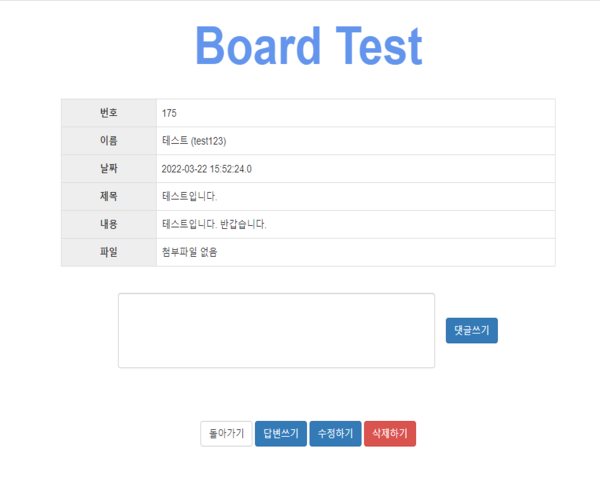 Board Test
번호 175
이름 테스트 (test123)
날짜 2022-03-22 15:52:24.0
제목 테스트입니다.
내용 테스트입니다. 반갑습니다.
파일 첨부파일 없음
댓글쓰기
돌아가기 답변쓰기 수정하기 삭제하기